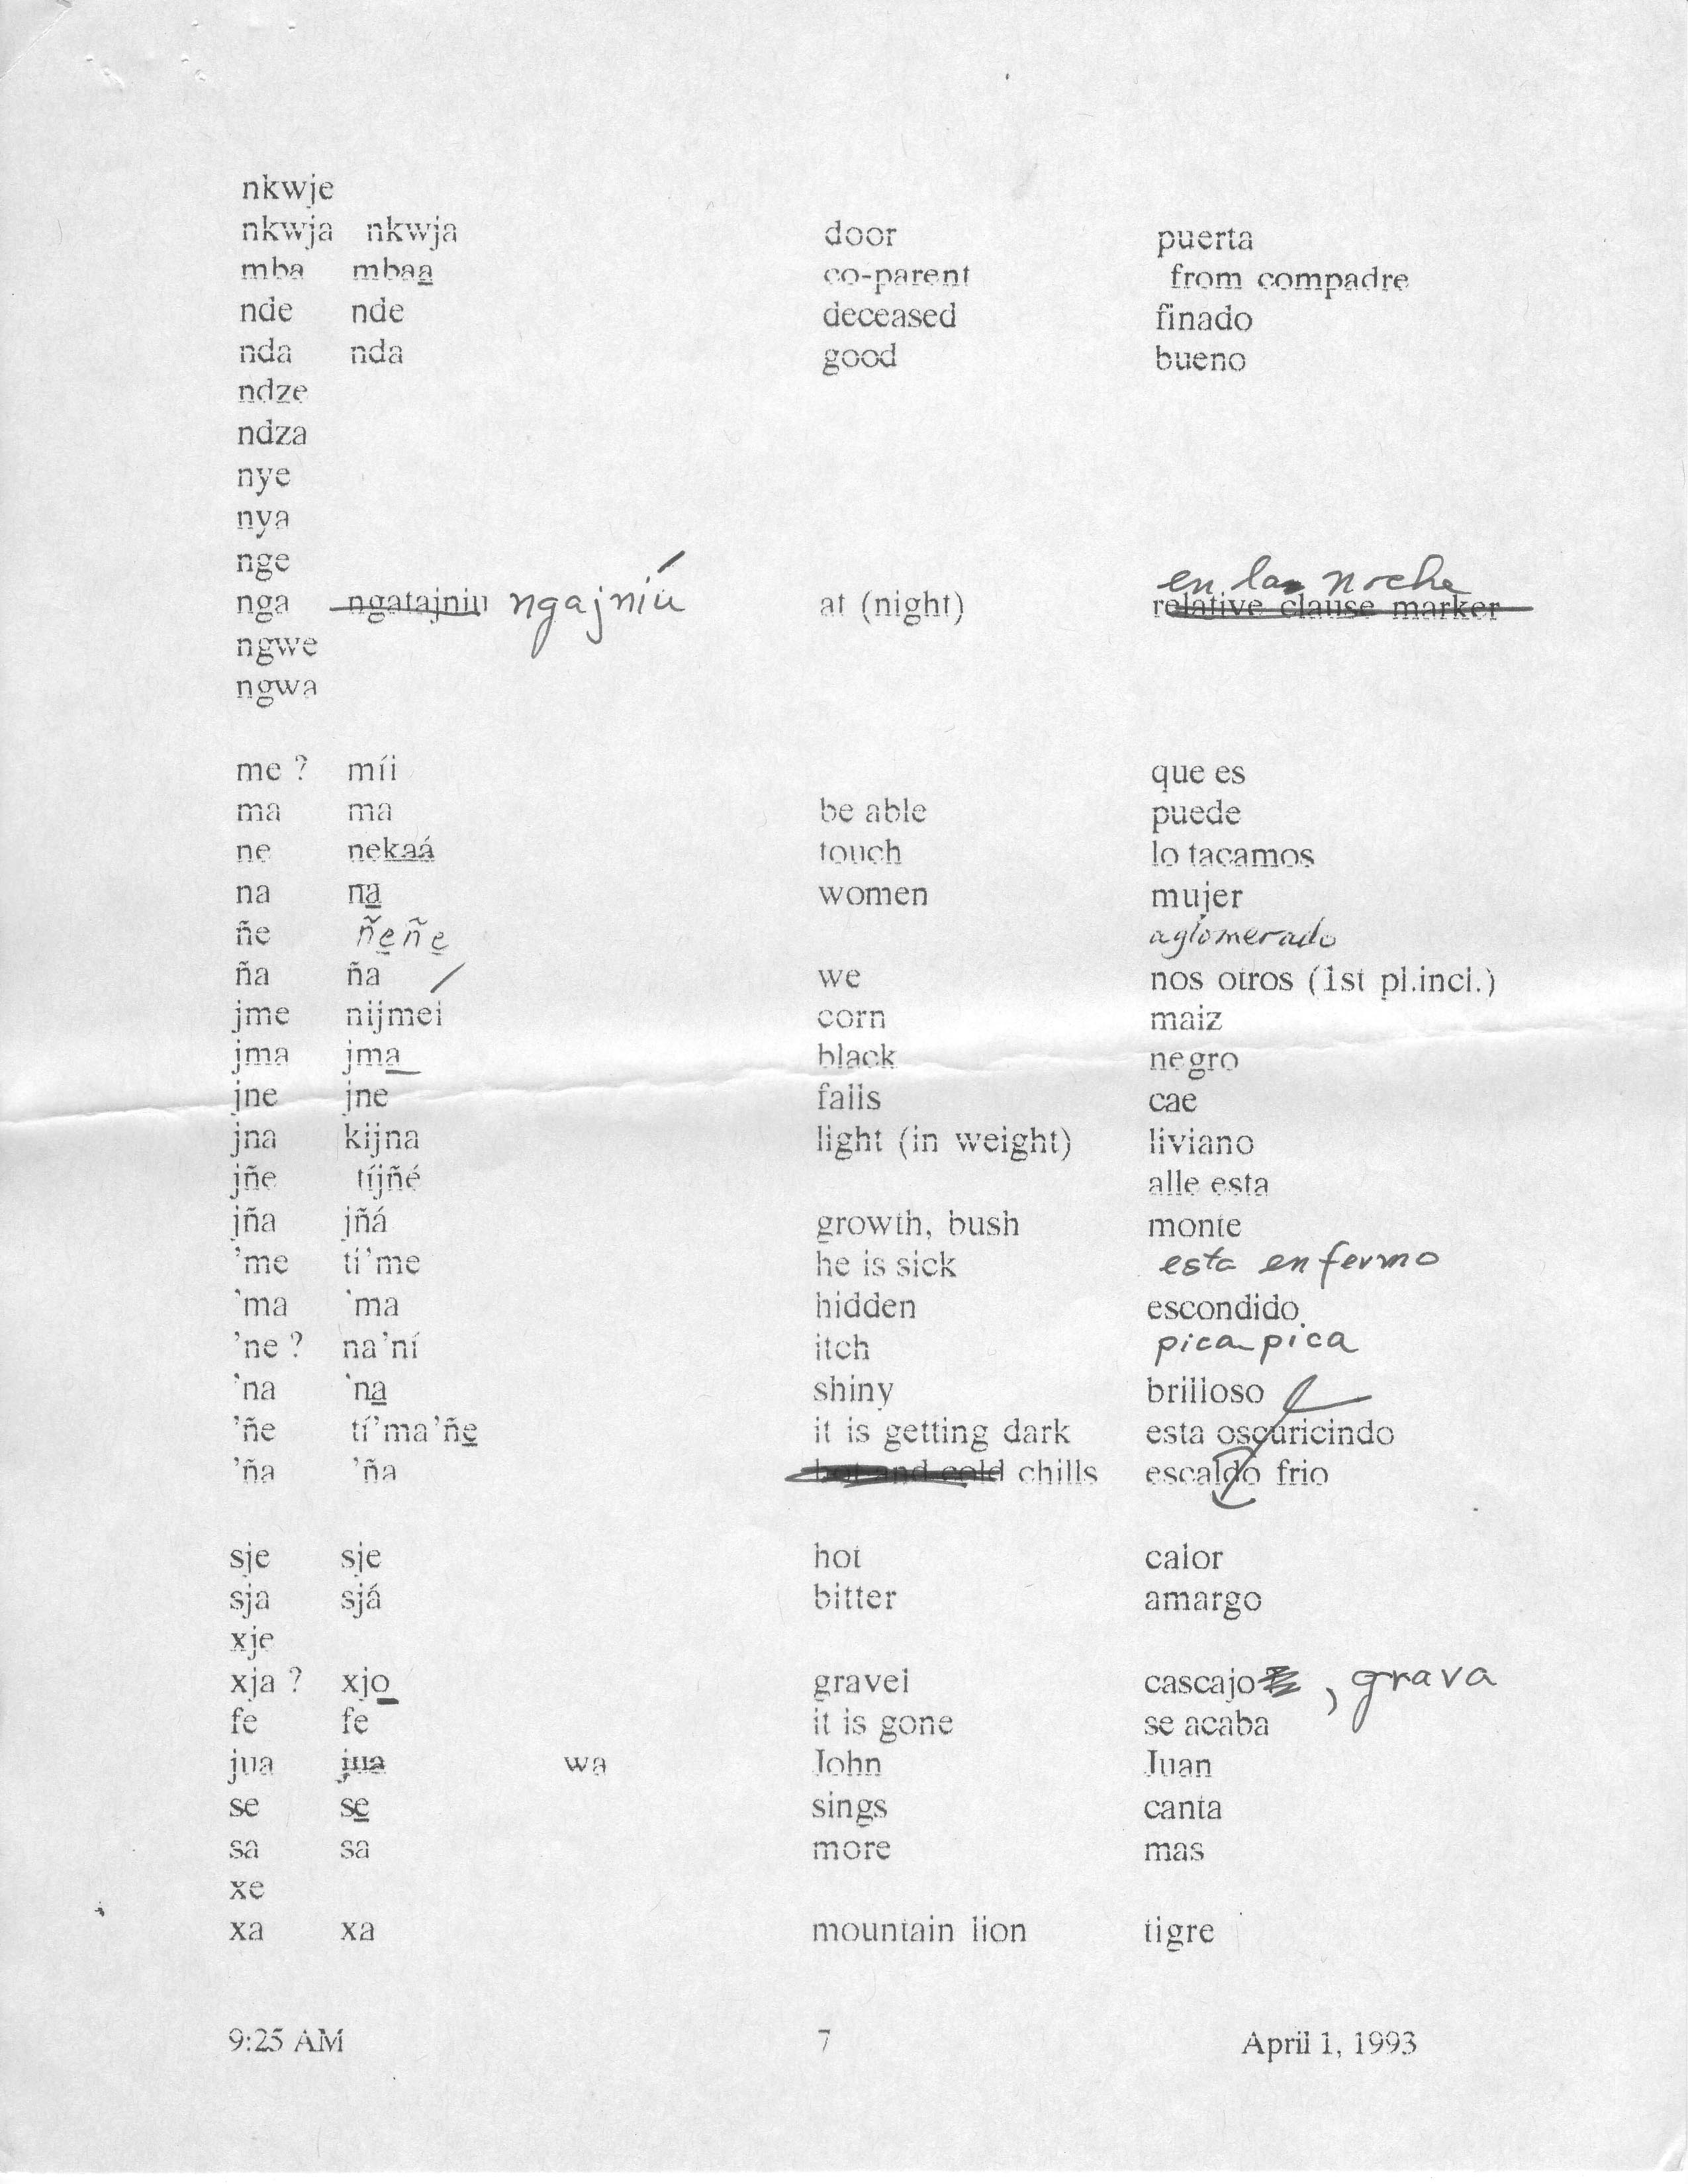 nkwje
nkwja nkwja door puerta
mba mbaa co-parent from compadre
nde nde deceased finado
nda nda good bueno
ndze
ndza
nye
nya
nge
en la noche
nga ngatajniu ngajniú at (night) relative clause marker
ngwe
ngwa
me ? míi que es
ma ma be able puede
ne nekaá touch lo tacamos
na na women mujer
ñe ñeñe aglomerado
ña ña we nos otros (1st pl.incl.)
jme nijmei corn maiz
jma jma black negro
jne jne falls cae
jna kijna light (in weight) liviano
jñe tíjñé alle esta
jña jñá growth, bush monte
'me tí'me he is sick esta enfermo
'ma 'ma hidden escondido
'ne ? na'ní itch pica pica
'na 'na shiny brilloso
'ñe tí'ma'ñe it is getting dark esta oscuricindo
'ña 'ña hot and cold chills escaldo frio
sje sje hot calor
sja sjá bitter amargo
xje
xja ? xjo gravel cascajo , grava
fe fe it is gone se acaba
jua jua wa John Juan
se se sings canta
sa sa more mas
xe
xa xa mountain lion tigre
9:25 AM 7 April 1, 1993